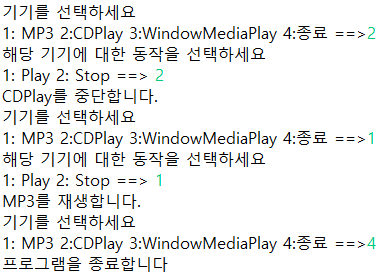 기기를 선택하세요
1: MP3 2:CDPlay 3:WindowMediaPlay 4:종료 ==>2
해당 기기에 대한 동작을 선택하세요
1: Play 2: Stop ==> 2
CDPlay를 중단합니다.
기기를 선택하세요
1: MP3 2:CDPlay 3:WindowMediaPlay 4:종료 ==>1
해당 기기에 대한 동작을 선택하세요
1: Play 2: Stop ==> 1
MP3를 재생합니다.
기기를 선택하세요
1: MP3 2:CDPlay 3:WindowMediaPlay 4:종료 ==>4
프로그램을 종료합니다